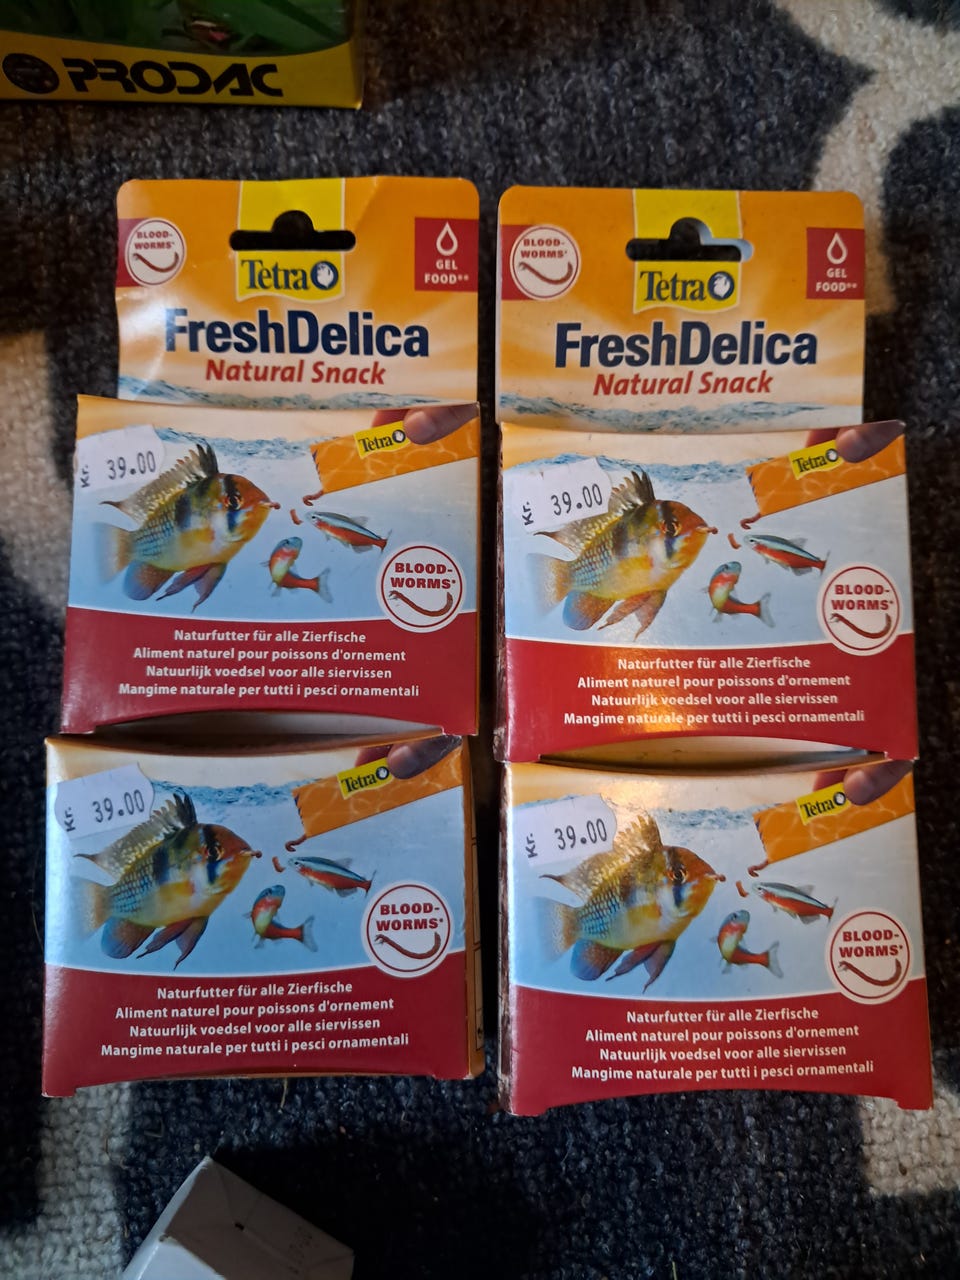 PRODAC
BLOOD-
WORMS*
Tetra
GEL
FOOD**
FreshDelica
Natural Snack
Kr. 39.00
Tetra
BLOOD-
WORMS*
Naturfutter für alle Zierfische
Aliment naturel pour poissons d'ornement
Natuurlijk voedsel voor alle siervissen
Mangime naturale per tutti i pesci ornamentali
BLOOD-
WORMS*
Tetra
GEL
FOOD**
FreshDelica
Natural Snack
Kr. 39.00
Tetra
BLOOD-
WORMS*
Naturfutter für alle Zierfische
Aliment naturel pour poissons d'ornement
Natuurlijk voedsel voor alle siervissen
Mangime naturale per tutti i pesci ornamentali
Kr. 39.00
Tetra
BLOOD-
WORMS*
Naturfutter für alle Zierfische
Aliment naturel pour poissons d'ornement
Natuurlijk voedsel voor alle siervissen
Mangime naturale per tutti i pesci ornamentali
Kr. 39.00
Tetra
BLOOD-
WORMS*
Naturfutter für alle Zierfische
Aliment naturel pour poissons d'ornement
Natuurlijk voedsel voor alle siervissen
Mangime naturale per tutti i pesci ornamentali